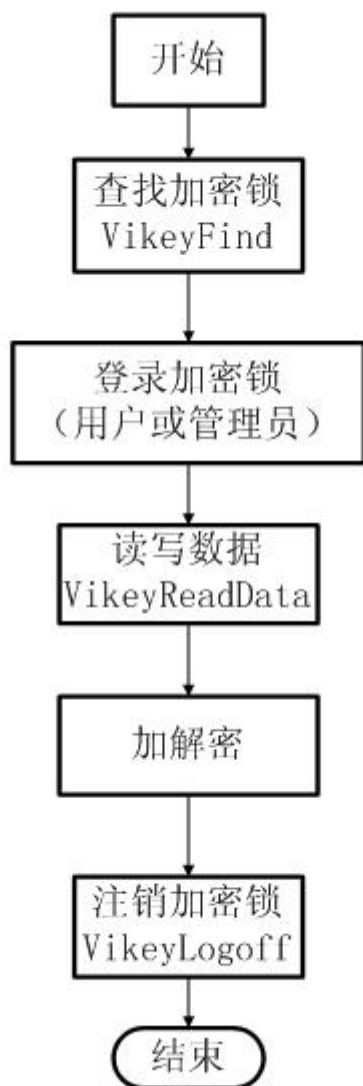 开始
查找加密锁
VikeyFind
登录加密锁
（用户或管理员）
读写数据
VikeyReadData
加解密
注销加密锁
VikeyLogoff
结束